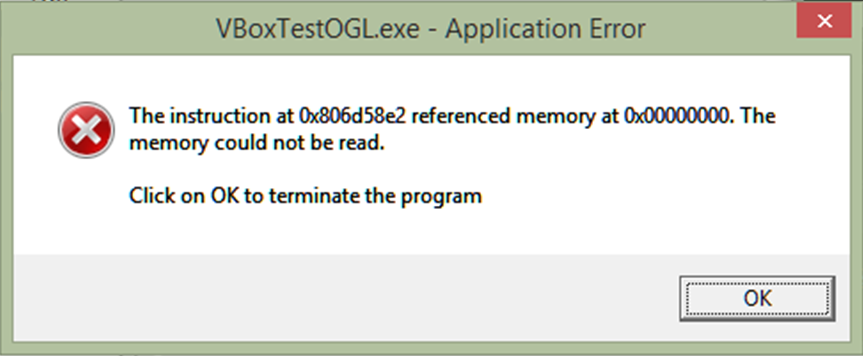 VBoxTestOGL.exe - Application Error
The instruction at 0x806d58e2 referenced memory at 0x00000000. The
memory could not be read.
Click on OK to terminate the program
OK